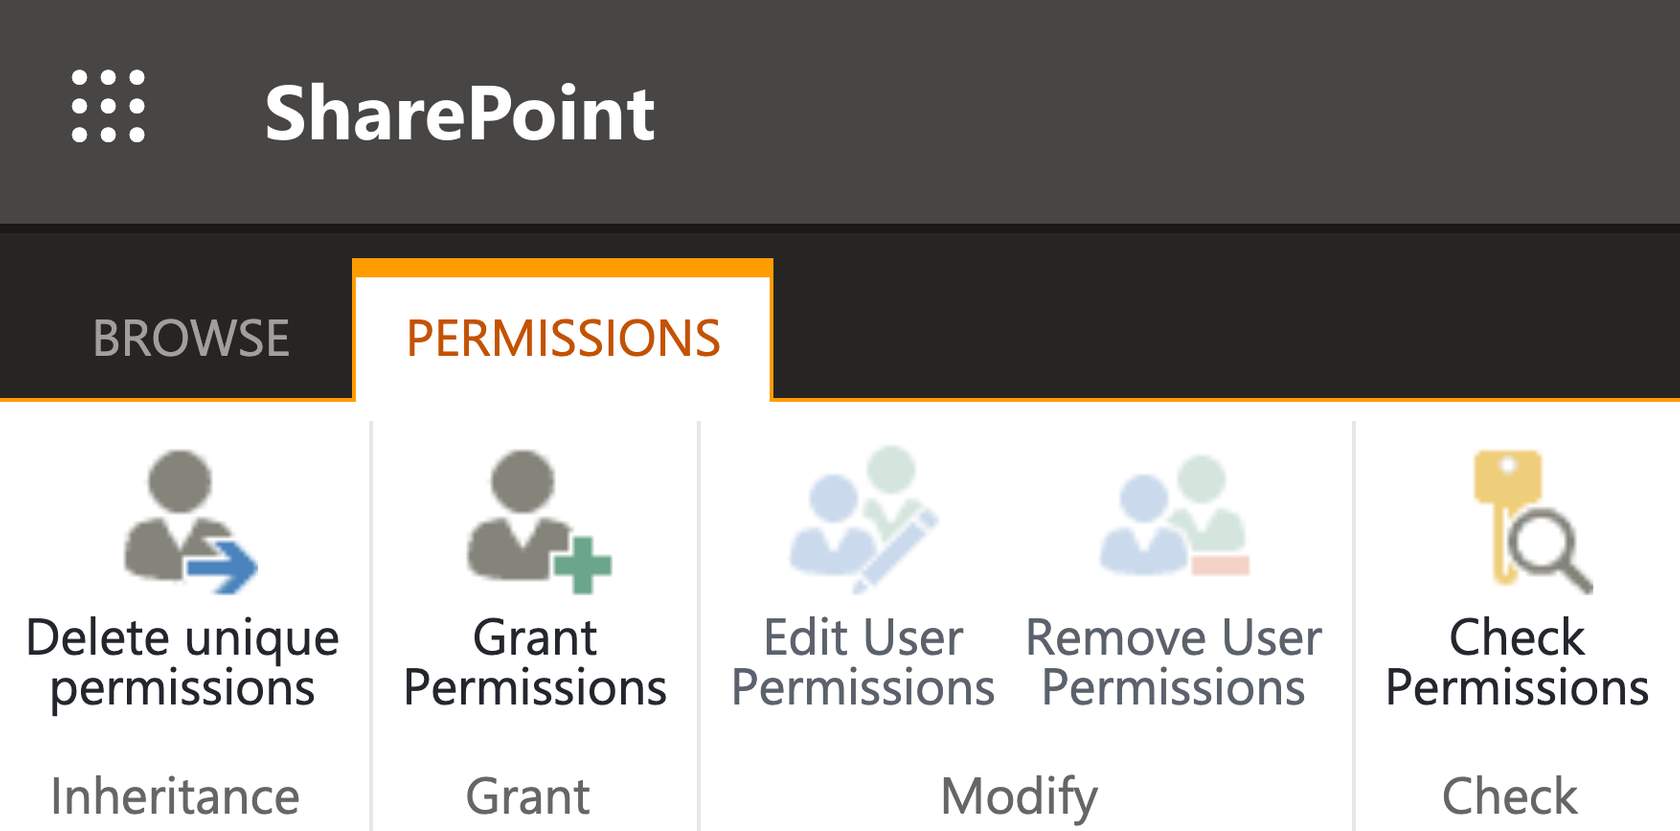 SharePoint
BROWSE
PERMISSIONS
Delete unique
permissions
Inheritance
Grant
Permissions
Grant
Edit User
Permissions
Remove User
Permissions
Modify
Check
Permissions
Check